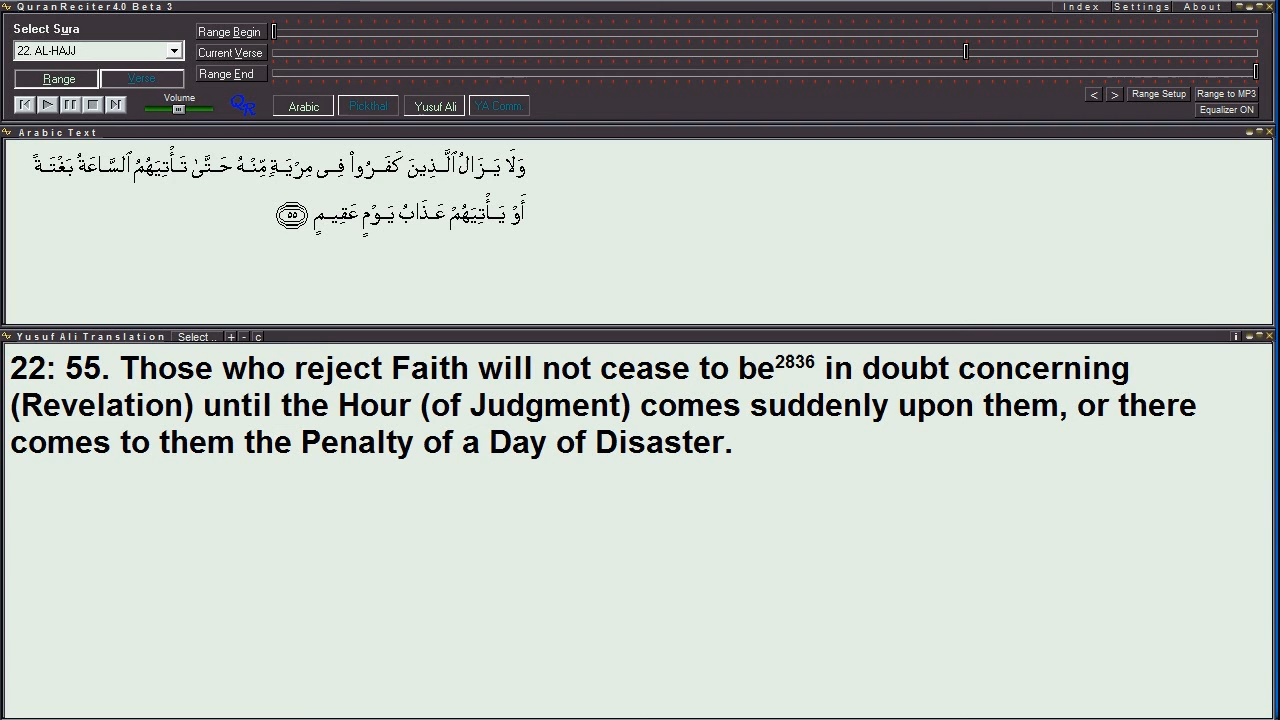 QuranReciter4.0 Beta 3
Index Settings About
Select Sura
22. AL-HAJJ
Range Begin
Current Verse
Range End
Range Verse
Volume
QR
Arabic Pickthal Yusuf Ali YA Comm.
< > Range Setup Range to MP3
Equalizer ON
Arabic Text
وَلَا يَزَالُ ٱلَّذِينَ كَفَرُوا۟ فِى مِرْيَةٍ مِّنْهُ حَتَّىٰ تَأْتِيَهُمُ ٱلسَّاعَةُ بَغْتَةً
أَوْ يَأْتِيَهُمْ عَذَابُ يَوْمٍ عَقِيمٍ ٥٥
Yusuf Ali Translation Select .. + - c i
22: 55. Those who reject Faith will not cease to be2836 in doubt concerning
(Revelation) until the Hour (of Judgment) comes suddenly upon them, or there
comes to them the Penalty of a Day of Disaster.